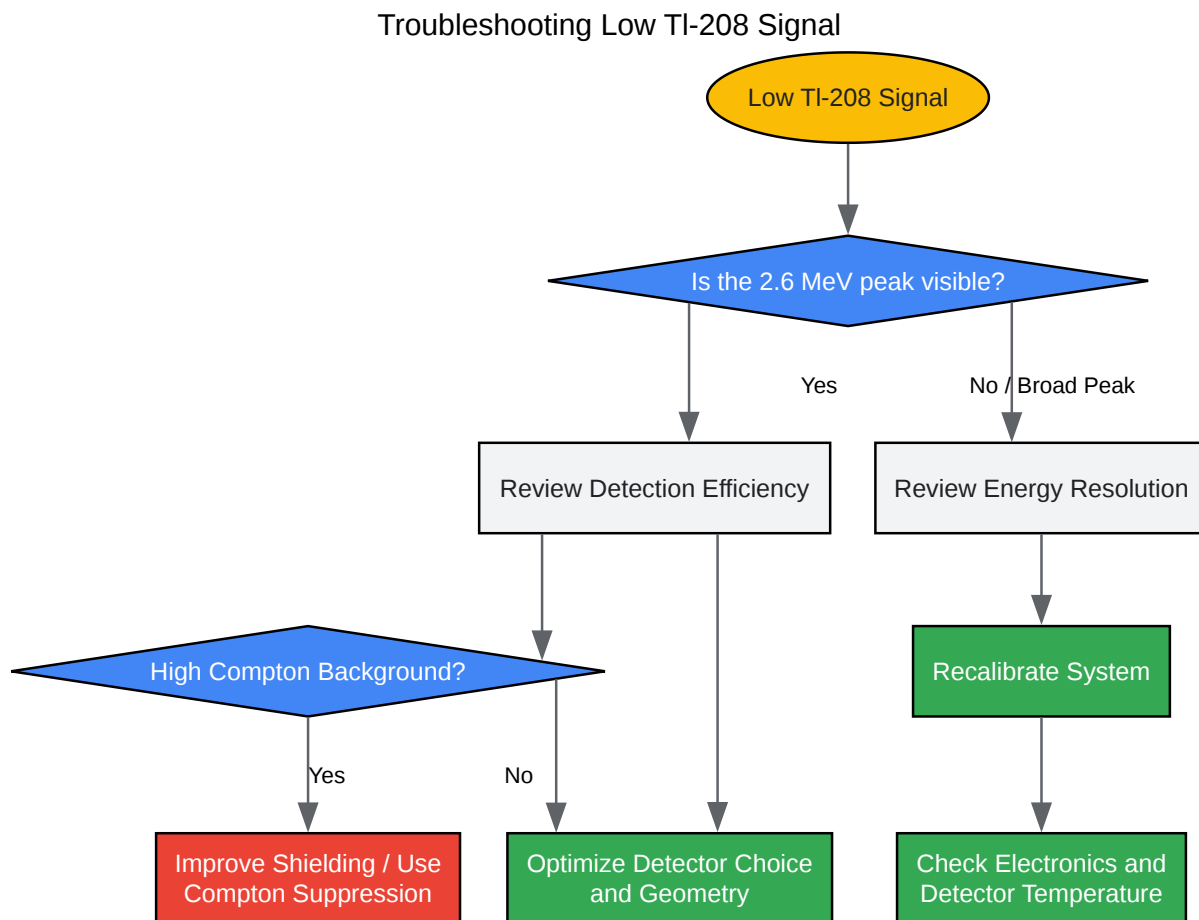 Troubleshooting Low Tl-208 Signal
Low Tl-208 Signal
Is the 2.6 MeV peak visible?
Yes
No / Broad Peak
Review Detection Efficiency
Review Energy Resolution
High Compton Background?
Recalibrate System
Yes
No
Improve Shielding / Use
Compton Suppression
Optimize Detector Choice
and Geometry
Check Electronics and
Detector Temperature